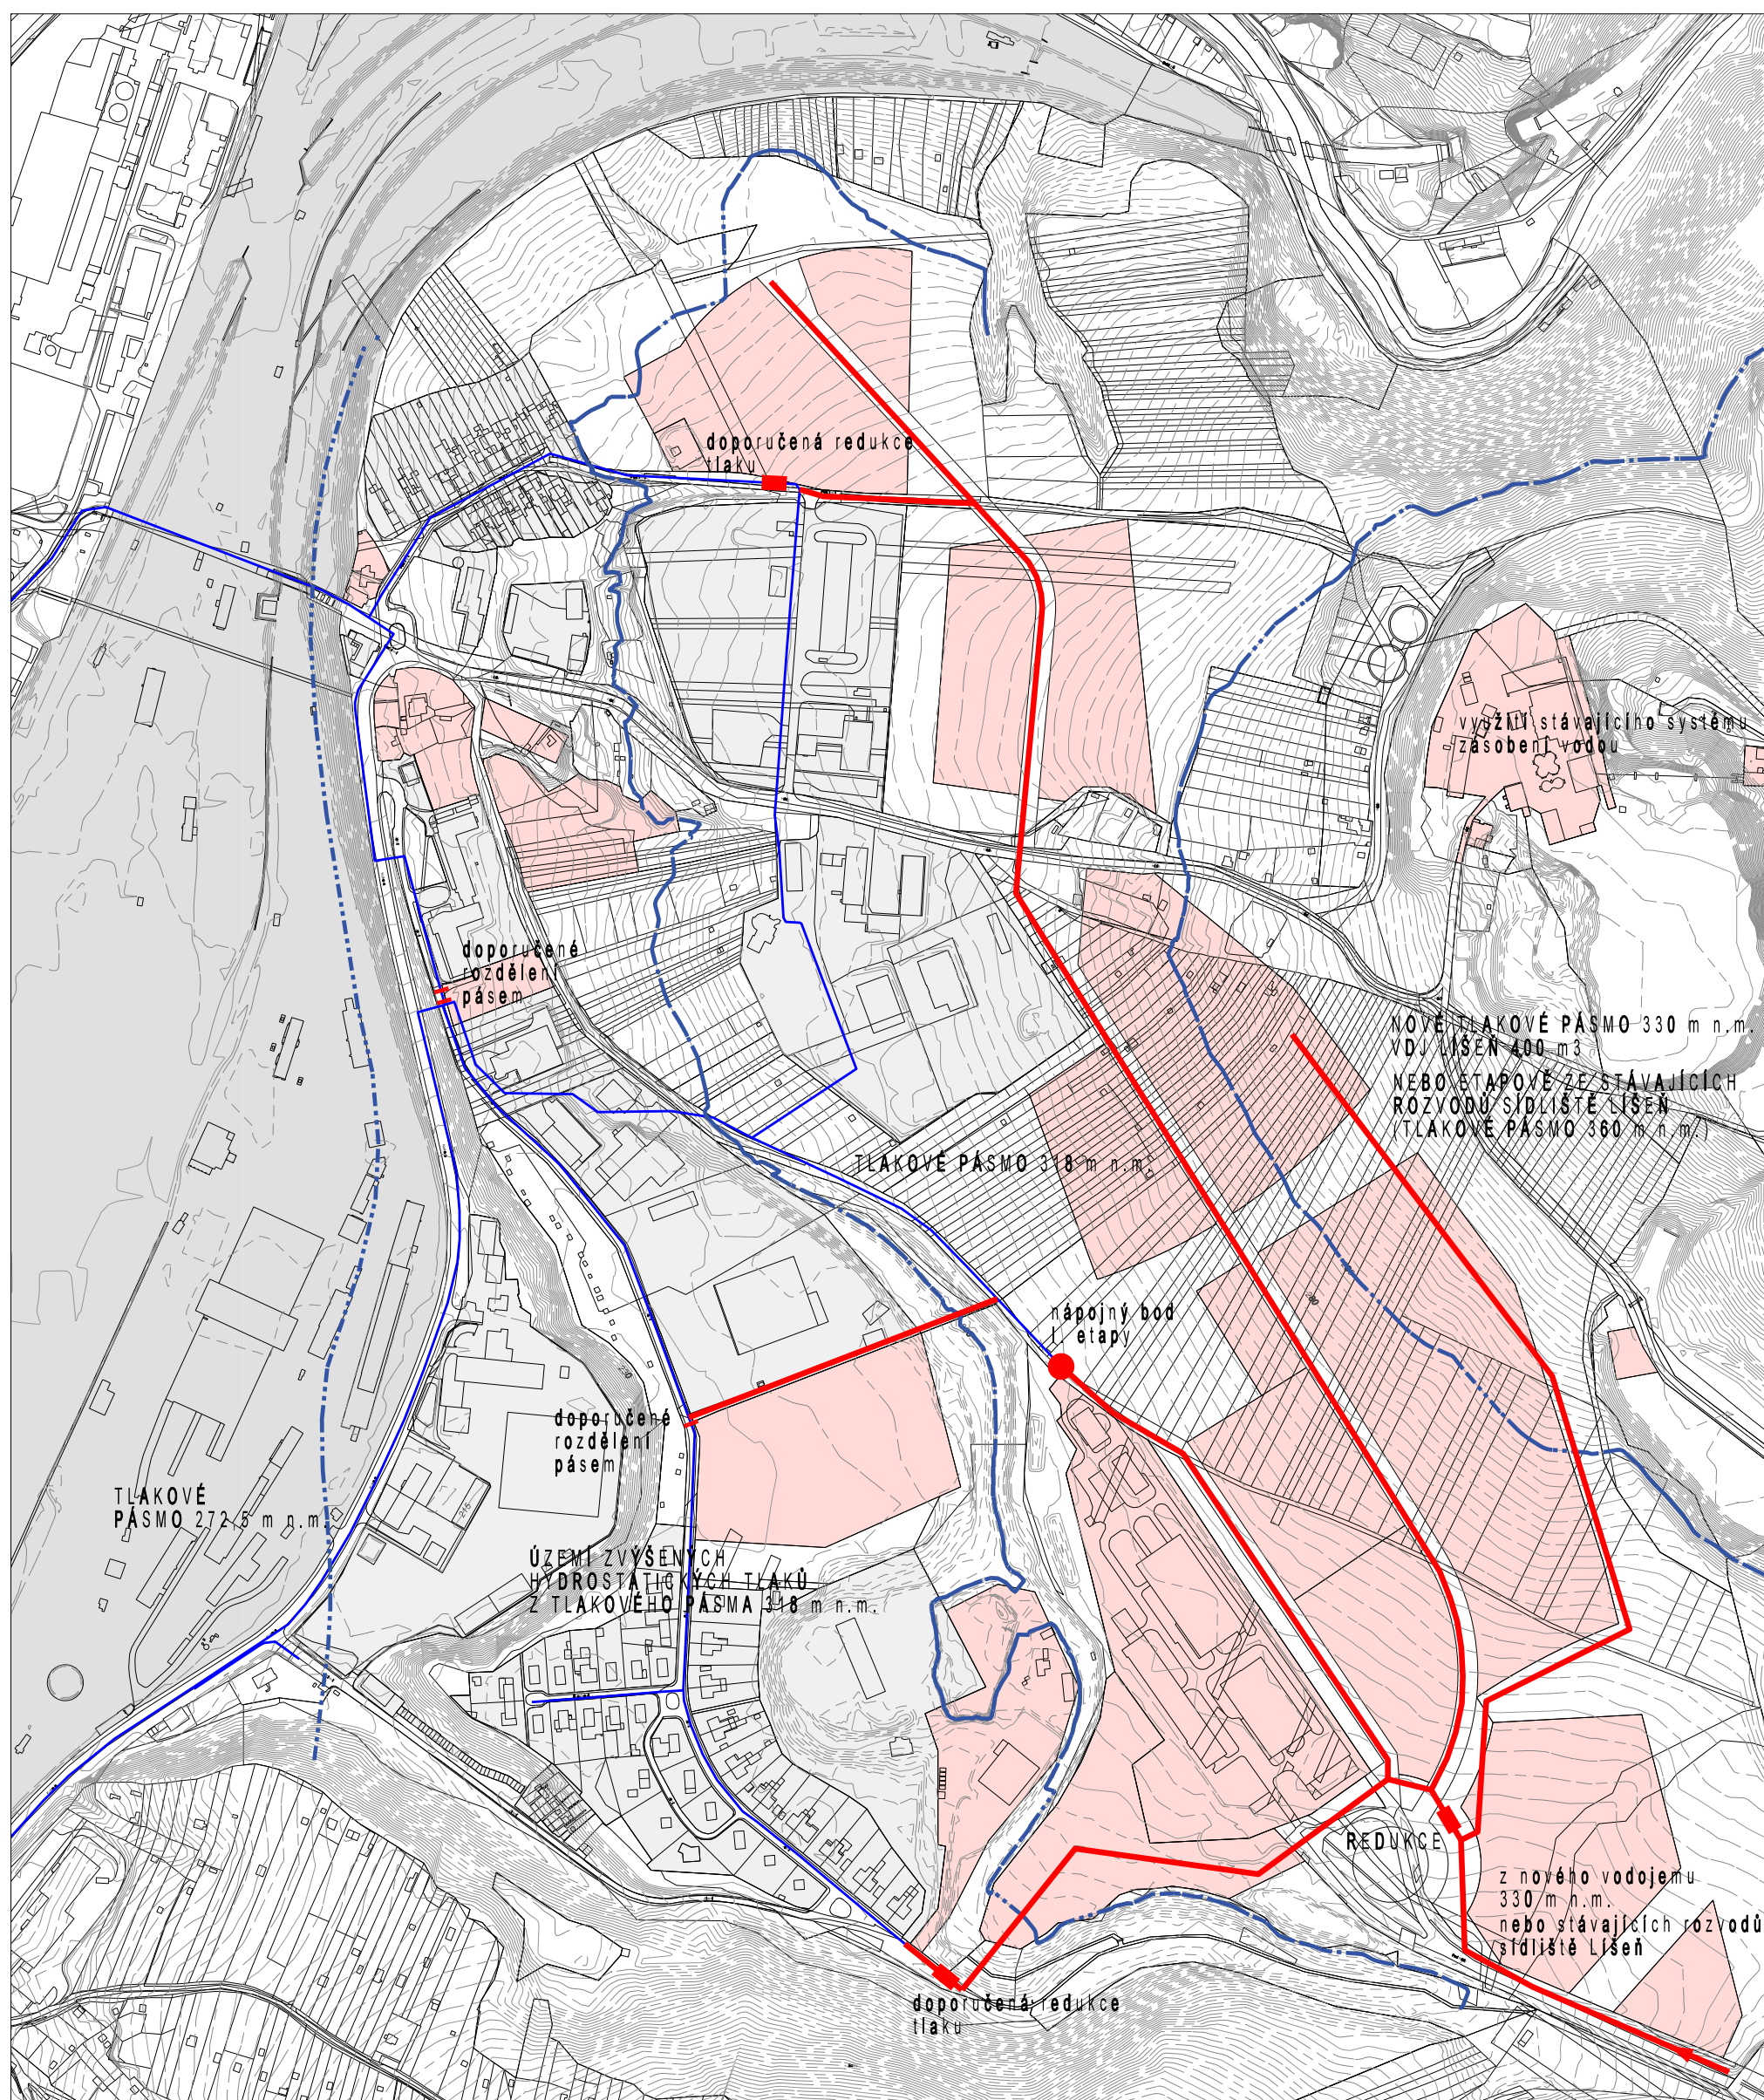 doporučená redukce
tlaku
využití stávajícího systému
zásobení vodou
doporučené
rozdělení
pásem
NOVÉ TLAKOVÉ PÁSMO 330 m n.m.
VDJ LÍŠEŇ 400 m3
NEBO ETAPOVĚ ZE STÁVAJÍCÍCH
ROZVODŮ SÍDLIŠTĚ LÍŠEŇ
(TLAKOVÉ PÁSMO 360 m n.m.)
TLAKOVÉ PÁSMO 318 m n.m.
nápojný bod
I. etapy
doporučené
rozdělení
pásem
TLAKOVÉ
PÁSMO 272,5 m n.m.
ÚZEMÍ ZVÝŠENÝCH
HYDROSTATICKÝCH TLAKŮ
Z TLAKOVÉHO PÁSMA 318 m n.m.
REDUKCE
z nového vodojemu
330 m n.m.
nebo stávajících rozvodů
sídliště Líšeň
doporučená redukce
tlaku